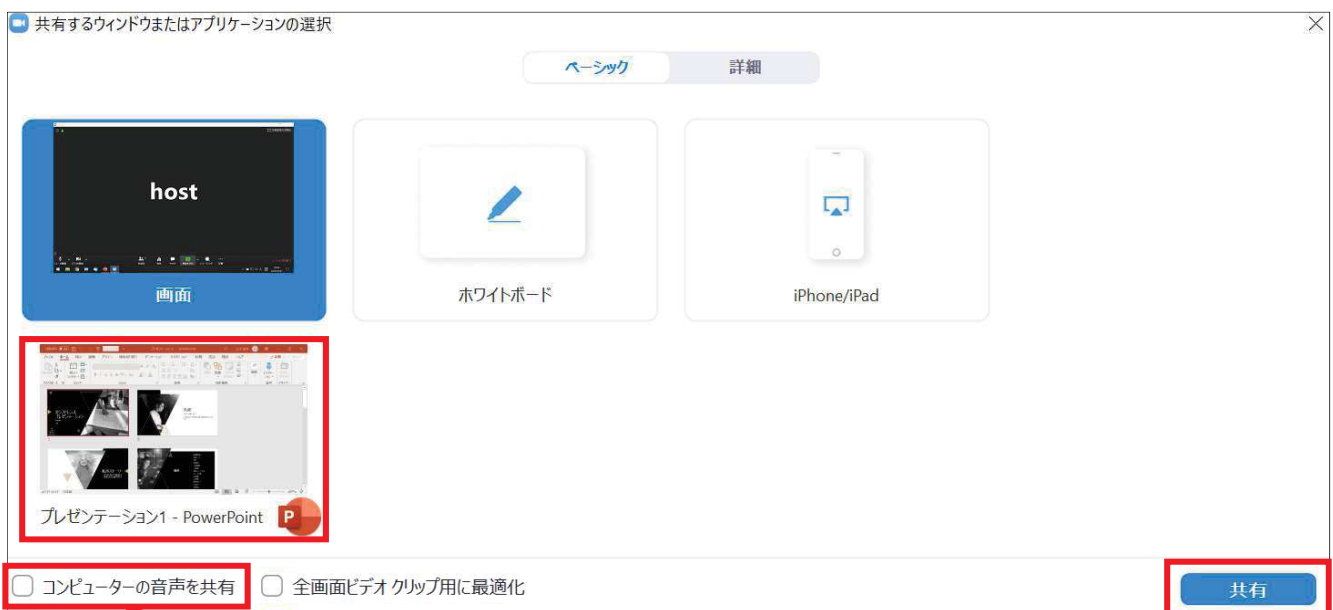 共有するウィンドウまたはアプリケーションの選択
ベーシック 詳細
host
画面
ホワイトボード
iPhone/iPad
プレゼンテーション1 - PowerPoint
P
コンピューターの音声を共有
全画面ビデオ クリップ用に最適化
共有